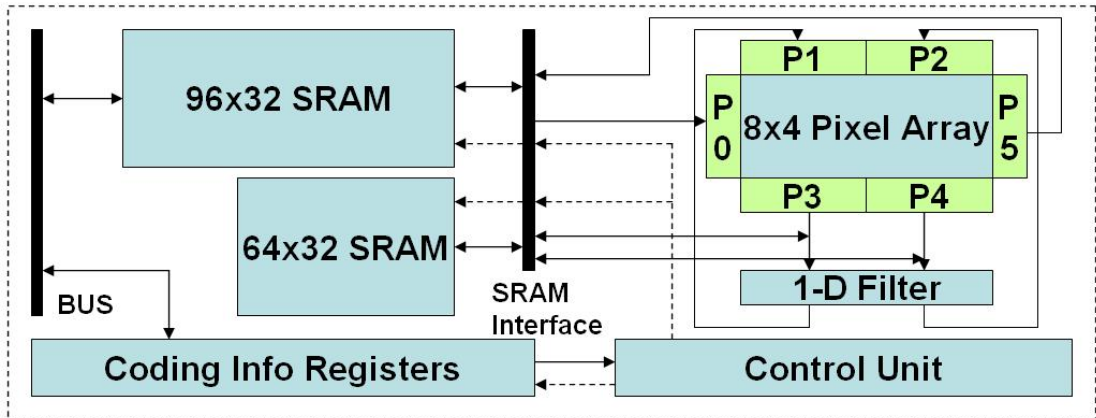 96x32 SRAM
64x32 SRAM
BUS
SRAM
Interface
P1
P2
P
0
8x4 Pixel Array
P
5
P3
P4
1-D Filter
Coding Info Registers
Control Unit